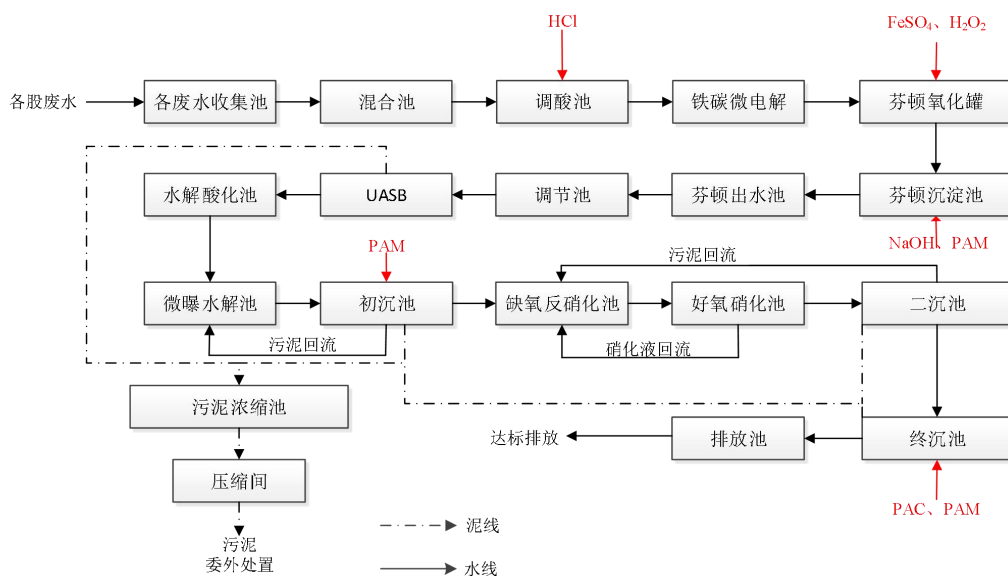 HCl
FeSO₄、H₂O₂
各股废水
各废水收集池
混合池
调酸池
铁碳微电解
芬顿氧化罐
水解酸化池
UASB
调节池
芬顿出水池
芬顿沉淀池
PAM
NaOH、PAM
污泥回流
微曝水解池
初沉池
缺氧反硝化池
好氧硝化池
二沉池
污泥回流
硝化液回流
污泥浓缩池
达标排放
排放池
终沉池
压缩间
PAC、PAM
泥线
污泥
委外处置
水线